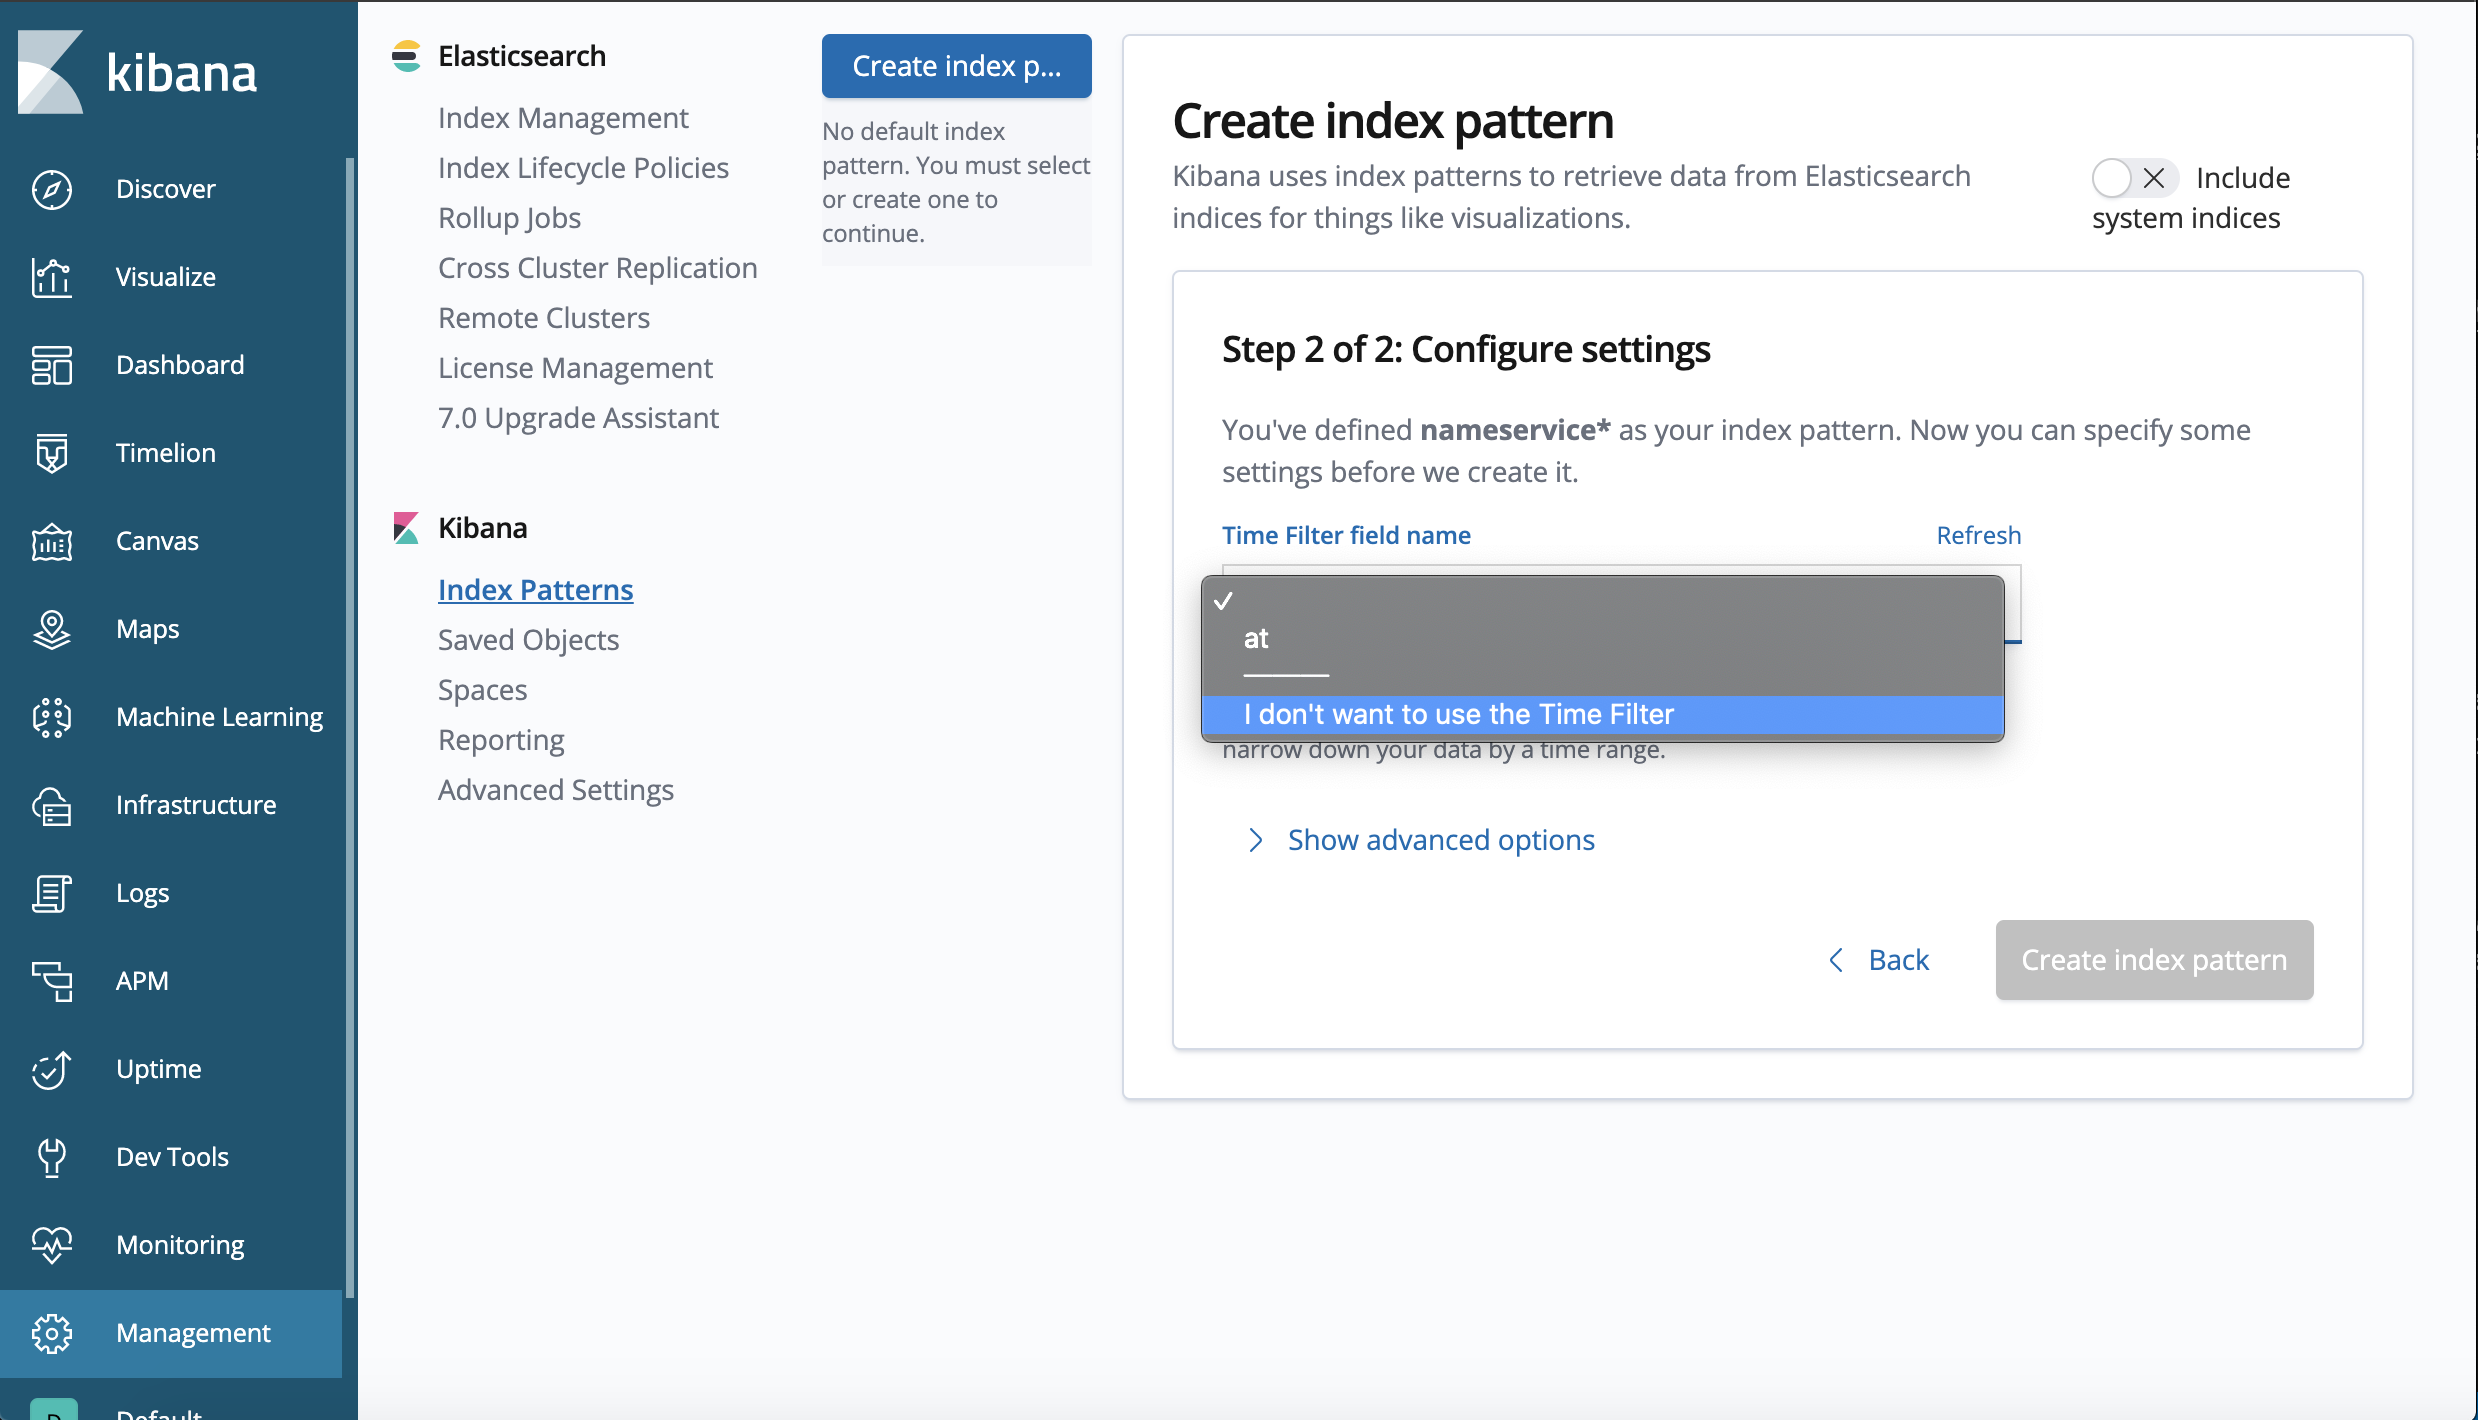 kibana
Discover
Visualize
Dashboard
Timelion
Canvas
Maps
Machine Learning
Infrastructure
Logs
APM
Uptime
Dev Tools
Monitoring
Management
Default
Elasticsearch
Index Management
Index Lifecycle Policies
Rollup Jobs
Cross Cluster Replication
Remote Clusters
License Management
7.0 Upgrade Assistant
Kibana
Index Patterns
Saved Objects
Spaces
Reporting
Advanced Settings
Create index p...
No default index
pattern. You must select
or create one to
continue.
Create index pattern
Kibana uses index patterns to retrieve data from Elasticsearch
indices for things like visualizations.
Include
system indices
Step 2 of 2: Configure settings
You've defined nameservice* as your index pattern. Now you can specify some
settings before we create it.
Time Filter field name
Refresh
at
I don't want to use the Time Filter
narrow down your data by a time range.
Show advanced options
Back
Create index pattern